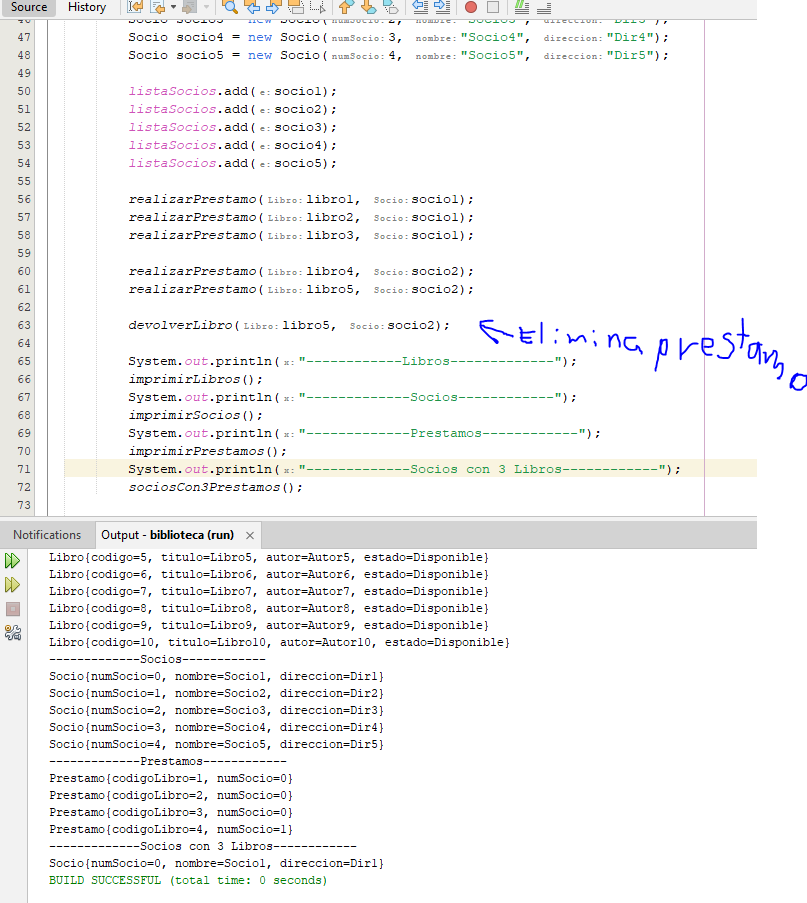 Source History
46 Socio socio3 = new Socio(numSocio:2, nombre:"Socio3", direccion:"Dir3");
47 Socio socio4 = new Socio(numSocio:3, nombre:"Socio4", direccion:"Dir4");
48 Socio socio5 = new Socio(numSocio:4, nombre:"Socio5", direccion:"Dir5");
49
50 listaSocios.add(e:socio1);
51 listaSocios.add(e:socio2);
52 listaSocios.add(e:socio3);
53 listaSocios.add(e:socio4);
54 listaSocios.add(e:socio5);
55
56 realizarPrestamo(Libro:libro1, Socio:socio1);
57 realizarPrestamo(Libro:libro2, Socio:socio1);
58 realizarPrestamo(Libro:libro3, Socio:socio1);
59
60 realizarPrestamo(Libro:libro4, Socio:socio2);
61 realizarPrestamo(Libro:libro5, Socio:socio2);
62
63 devolverLibro(Libro:libro5, Socio:socio2); Elimina prestamo
64
65 System.out.println(x:"------------Libros-------------");
66 imprimirLibros();
67 System.out.println(x:"-------------Socios------------");
68 imprimirSocios();
69 System.out.println(x:"-------------Prestamos------------");
70 imprimirPrestamos();
71 System.out.println(x:"-------------Socios con 3 Libros------------");
72 sociosCon3Prestamos();
73
Notifications Output - biblioteca (run) ×
Libro{codigo=5, titulo=Libro5, autor=Autor5, estado=Disponible}
Libro{codigo=6, titulo=Libro6, autor=Autor6, estado=Disponible}
Libro{codigo=7, titulo=Libro7, autor=Autor7, estado=Disponible}
Libro{codigo=8, titulo=Libro8, autor=Autor8, estado=Disponible}
Libro{codigo=9, titulo=Libro9, autor=Autor9, estado=Disponible}
Libro{codigo=10, titulo=Libro10, autor=Autor10, estado=Disponible}
-------------Socios------------
Socio{numSocio=0, nombre=Socio1, direccion=Dir1}
Socio{numSocio=1, nombre=Socio2, direccion=Dir2}
Socio{numSocio=2, nombre=Socio3, direccion=Dir3}
Socio{numSocio=3, nombre=Socio4, direccion=Dir4}
Socio{numSocio=4, nombre=Socio5, direccion=Dir5}
-------------Prestamos------------
Prestamo{codigoLibro=1, numSocio=0}
Prestamo{codigoLibro=2, numSocio=0}
Prestamo{codigoLibro=3, numSocio=0}
Prestamo{codigoLibro=4, numSocio=1}
-------------Socios con 3 Libros------------
Socio{numSocio=0, nombre=Socio1, direccion=Dir1}
BUILD SUCCESSFUL (total time: 0 seconds)